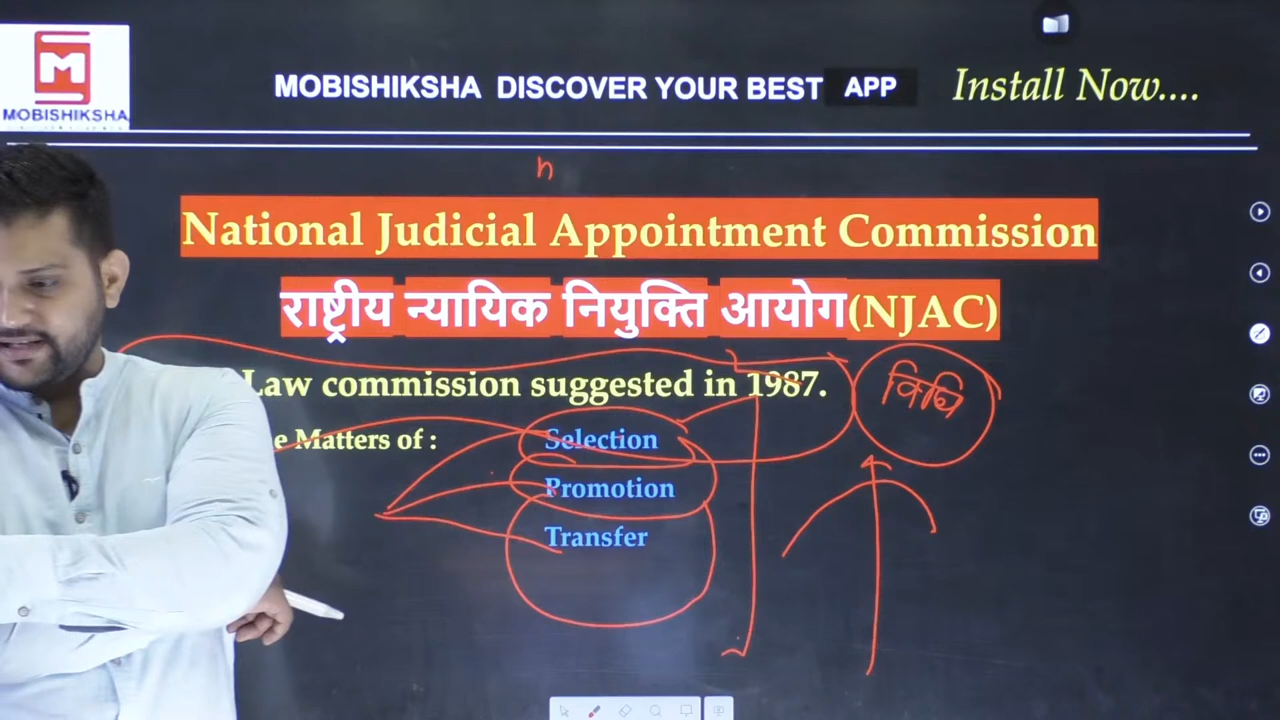 M
MOBISHIKSHA
MOBISHIKSHA DISCOVER YOUR BEST APP Install Now....
n
National Judicial Appointment Commission
राष्ट्रीय न्यायिक नियुक्ति आयोग(NJAC)
Law commission suggested in 1987.
विधि
Matters of :
Selection
Promotion
Transfer